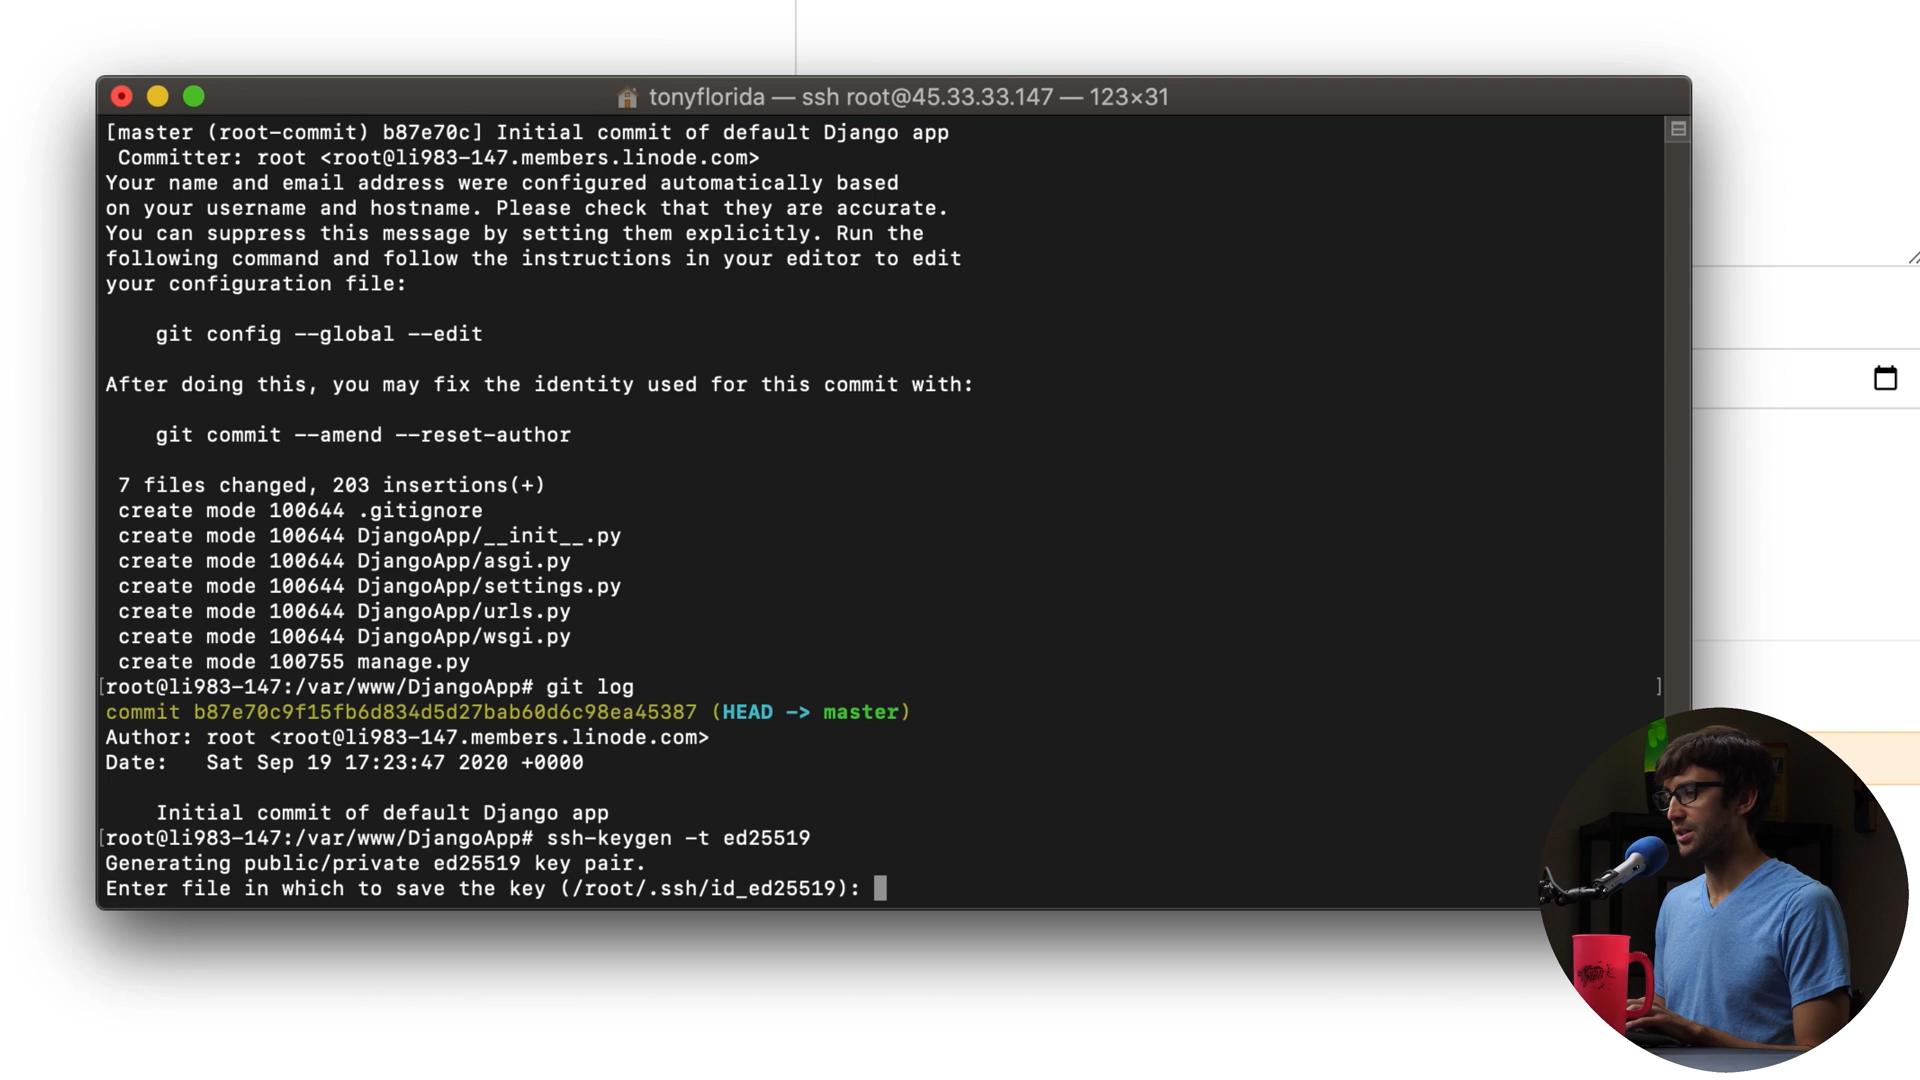 tonyflorida — ssh root@45.33.33.147 — 123×31
[master (root-commit) b87e70c] Initial commit of default Django app
 Committer: root <root@li983-147.members.linode.com>
Your name and email address were configured automatically based
on your username and hostname. Please check that they are accurate.
You can suppress this message by setting them explicitly. Run the
following command and follow the instructions in your editor to edit
your configuration file:
    git config --global --edit
After doing this, you may fix the identity used for this commit with:
    git commit --amend --reset-author
 7 files changed, 203 insertions(+)
 create mode 100644 .gitignore
 create mode 100644 DjangoApp/__init__.py
 create mode 100644 DjangoApp/asgi.py
 create mode 100644 DjangoApp/settings.py
 create mode 100644 DjangoApp/urls.py
 create mode 100644 DjangoApp/wsgi.py
 create mode 100755 manage.py
[root@li983-147:/var/www/DjangoApp# git log ]
commit b87e70c9f15fb6d834d5d27bab60d6c98ea45387 (HEAD -> master)
Author: root <root@li983-147.members.linode.com>
Date:   Sat Sep 19 17:23:47 2020 +0000
    Initial commit of default Django app
[root@li983-147:/var/www/DjangoApp# ssh-keygen -t ed25519
Generating public/private ed25519 key pair.
Enter file in which to save the key (/root/.ssh/id_ed25519):